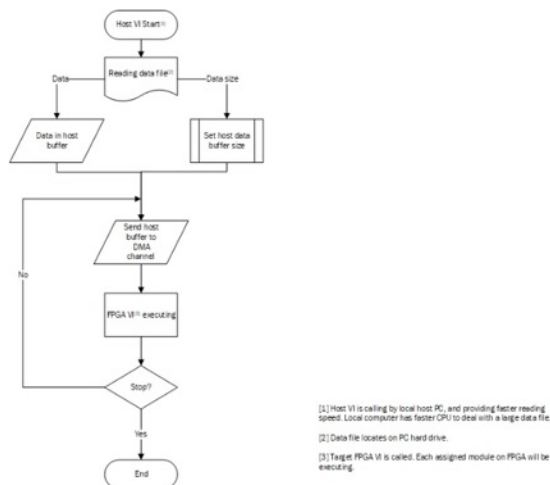 Host VI Start[1]
Reading data file[2]
Data
Data size
Data in host
buffer
Set host data
buffer size
Send host
buffer to
DMA
channel
No
FPGA VI[3] executing
Stop?
Yes
End
[1] Host VI is calling by local host PC, and providing faster reading
speed. Local computer has faster CPU to deal with a large data file.
[2] Data file locates on PC hard drive.
[3] Target FPGA VI is called. Each assigned module on FPGA will be
executing.